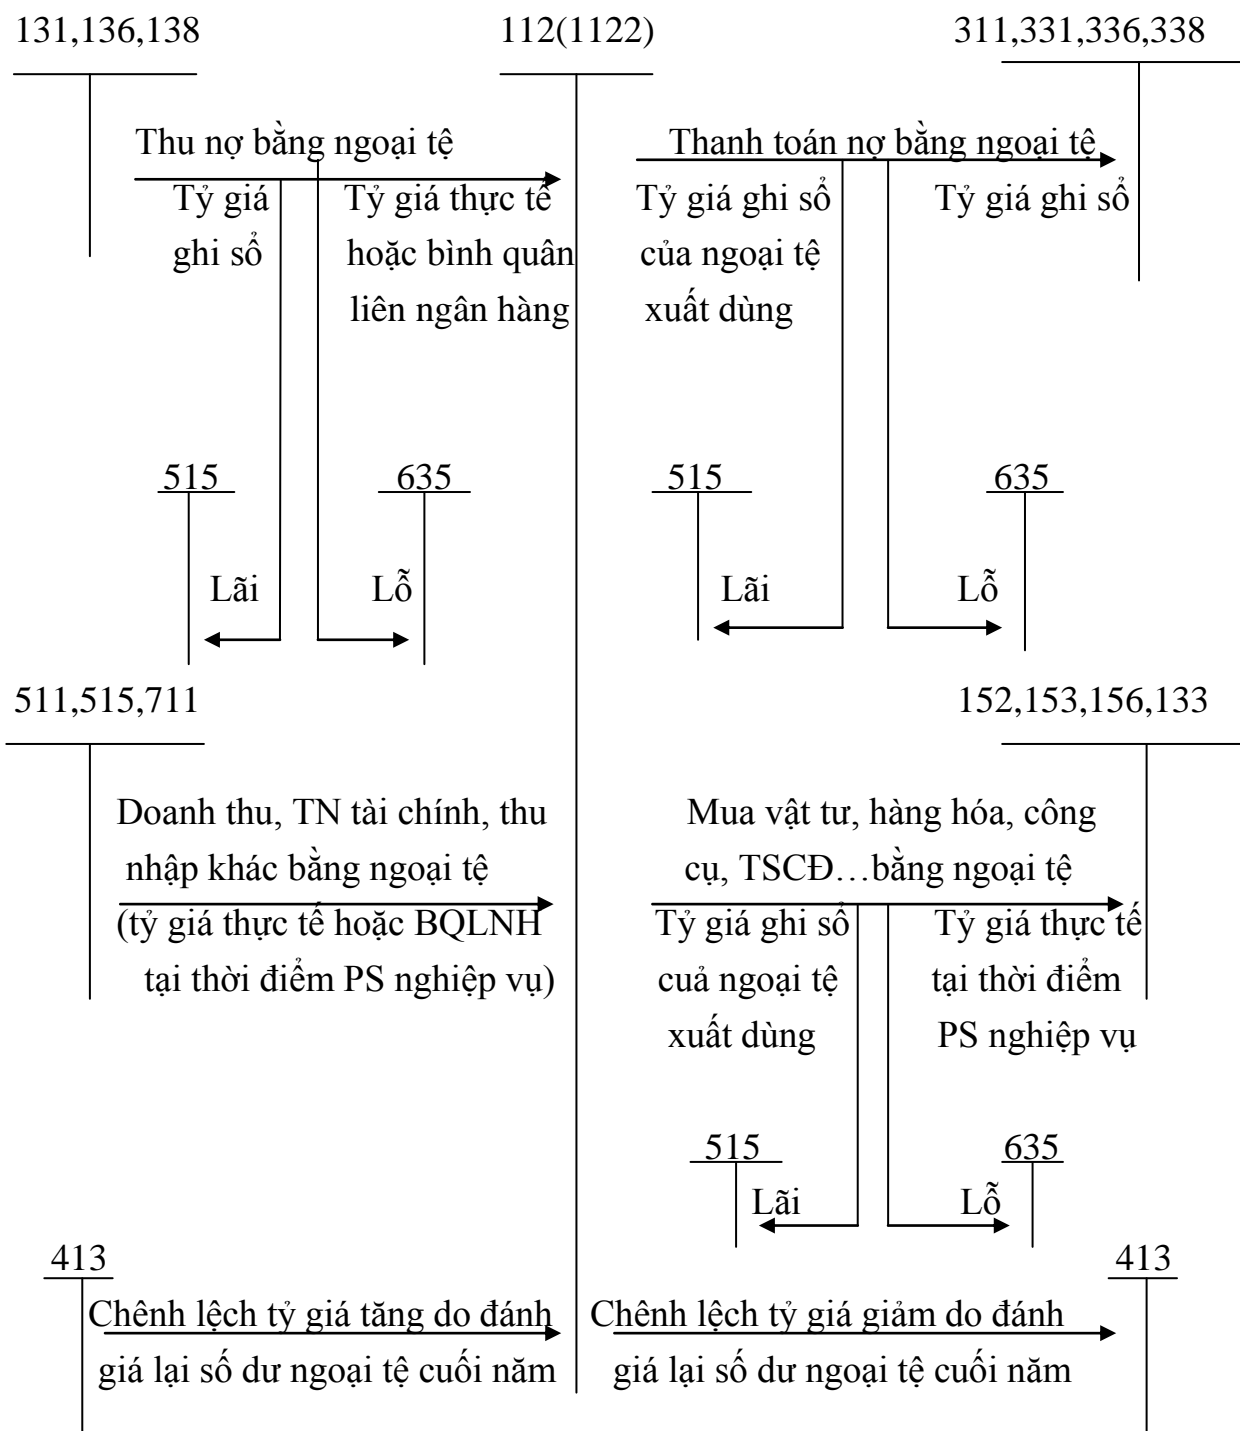 131,136,138
112(1122)
311,331,336,338
Thu nợ bằng ngoại tệ
Tỷ giá
ghi sổ
Tỷ giá thực tế
hoặc bình quân
liên ngân hàng
Thanh toán nợ bằng ngoại tệ
Tỷ giá ghi sổ
của ngoại tệ
xuất dùng
Tỷ giá ghi sổ
515
635
515
635
Lãi
Lỗ
Lãi
Lỗ
511,515,711
152,153,156,133
Doanh thu, TN tài chính, thu
nhập khác bằng ngoại tệ
(tỷ giá thực tế hoặc BQLNH
tại thời điểm PS nghiệp vụ)
Mua vật tư, hàng hóa, công
cụ, TSCĐ…bằng ngoại tệ
Tỷ giá ghi sổ
cuả ngoại tệ
xuất dùng
Tỷ giá thực tế
tại thời điểm
PS nghiệp vụ
515
635
Lãi
Lỗ
413
413
Chênh lệch tỷ giá tăng do đánh
giá lại số dư ngoại tệ cuối năm
Chênh lệch tỷ giá giảm do đánh
giá lại số dư ngoại tệ cuối năm